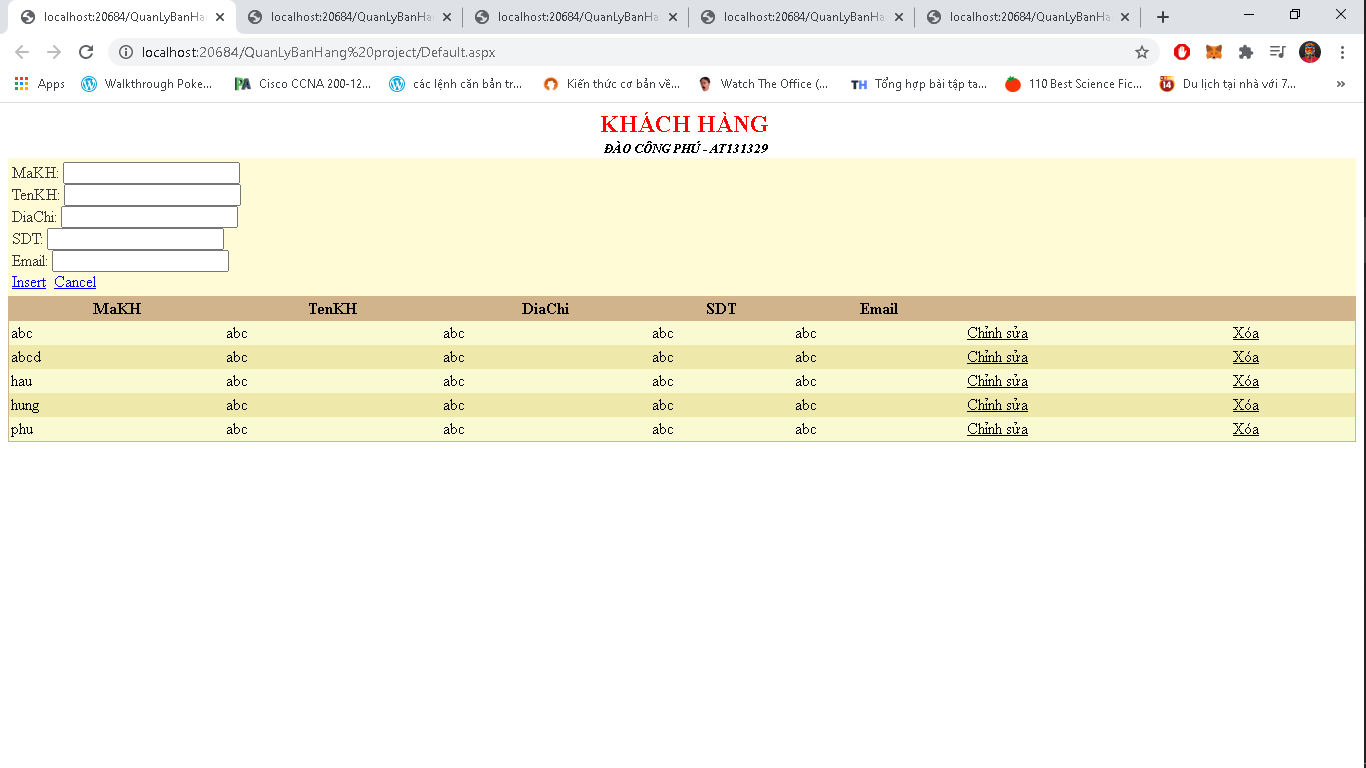 localhost:20684/QuanLyBanHa localhost:20684/QuanLyBanHa localhost:20684/QuanLyBanHa localhost:20684/QuanLyBanHa localhost:20684/QuanLyBanHa
localhost:20684/QuanLyBanHang%20project/Default.aspx
Apps Walkthrough Poke... Cisco CCNA 200-12... các lệnh căn bản tr... Kiến thức cơ bản về... Watch The Office (... TH Tổng hợp bài tập ta... 110 Best Science Fic... 14 Du lịch tại nhà với 7...
KHÁCH HÀNG
ĐÀO CÔNG PHÚ - AT131329
MaKH:
TenKH:
DiaChi:
SDT:
Email:
Insert Cancel
MaKH TenKH DiaChi SDT Email
abc abc abc abc abc Chỉnh sửa Xóa
abcd abc abc abc abc Chỉnh sửa Xóa
hau abc abc abc abc Chỉnh sửa Xóa
hung abc abc abc abc Chỉnh sửa Xóa
phu abc abc abc abc Chỉnh sửa Xóa